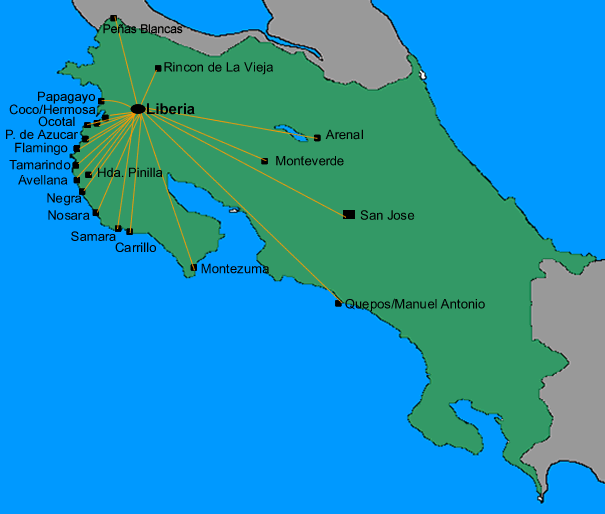 Peñas Blancas
Rincon de La Vieja
Papagayo
Coco/Hermosa
Liberia
Ocotal
P. de Azucar
Arenal
Flamingo
Monteverde
Tamarindo
Hda. Pinilla
Avellana
Negra
Nosara
San Jose
Samara
Carrillo
Montezuma
Quepos/Manuel Antonio